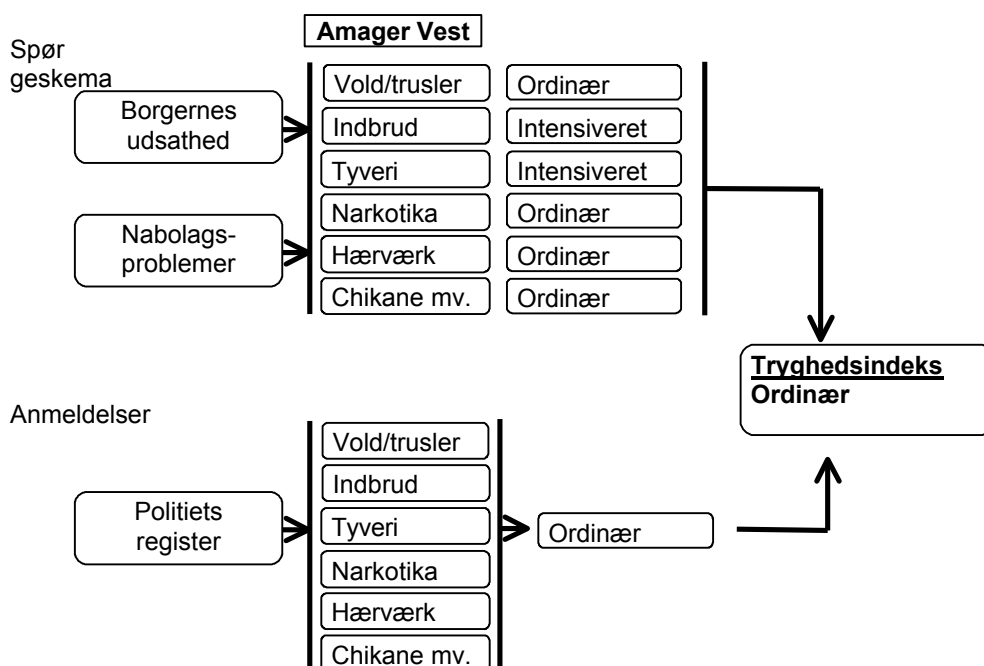 Amager Vest
Spør
geskema
Borgernes
udsathed
Nabolags-
problemer
Vold/trusler
Ordinær
Indbrud
Intensiveret
Tyveri
Intensiveret
Narkotika
Ordinær
Hærværk
Ordinær
Chikane mv.
Ordinær
Tryghedsindeks
Ordinær
Anmeldelser
Politiets
register
Vold/trusler
Indbrud
Tyveri
Narkotika
Hærværk
Chikane mv.
Ordinær